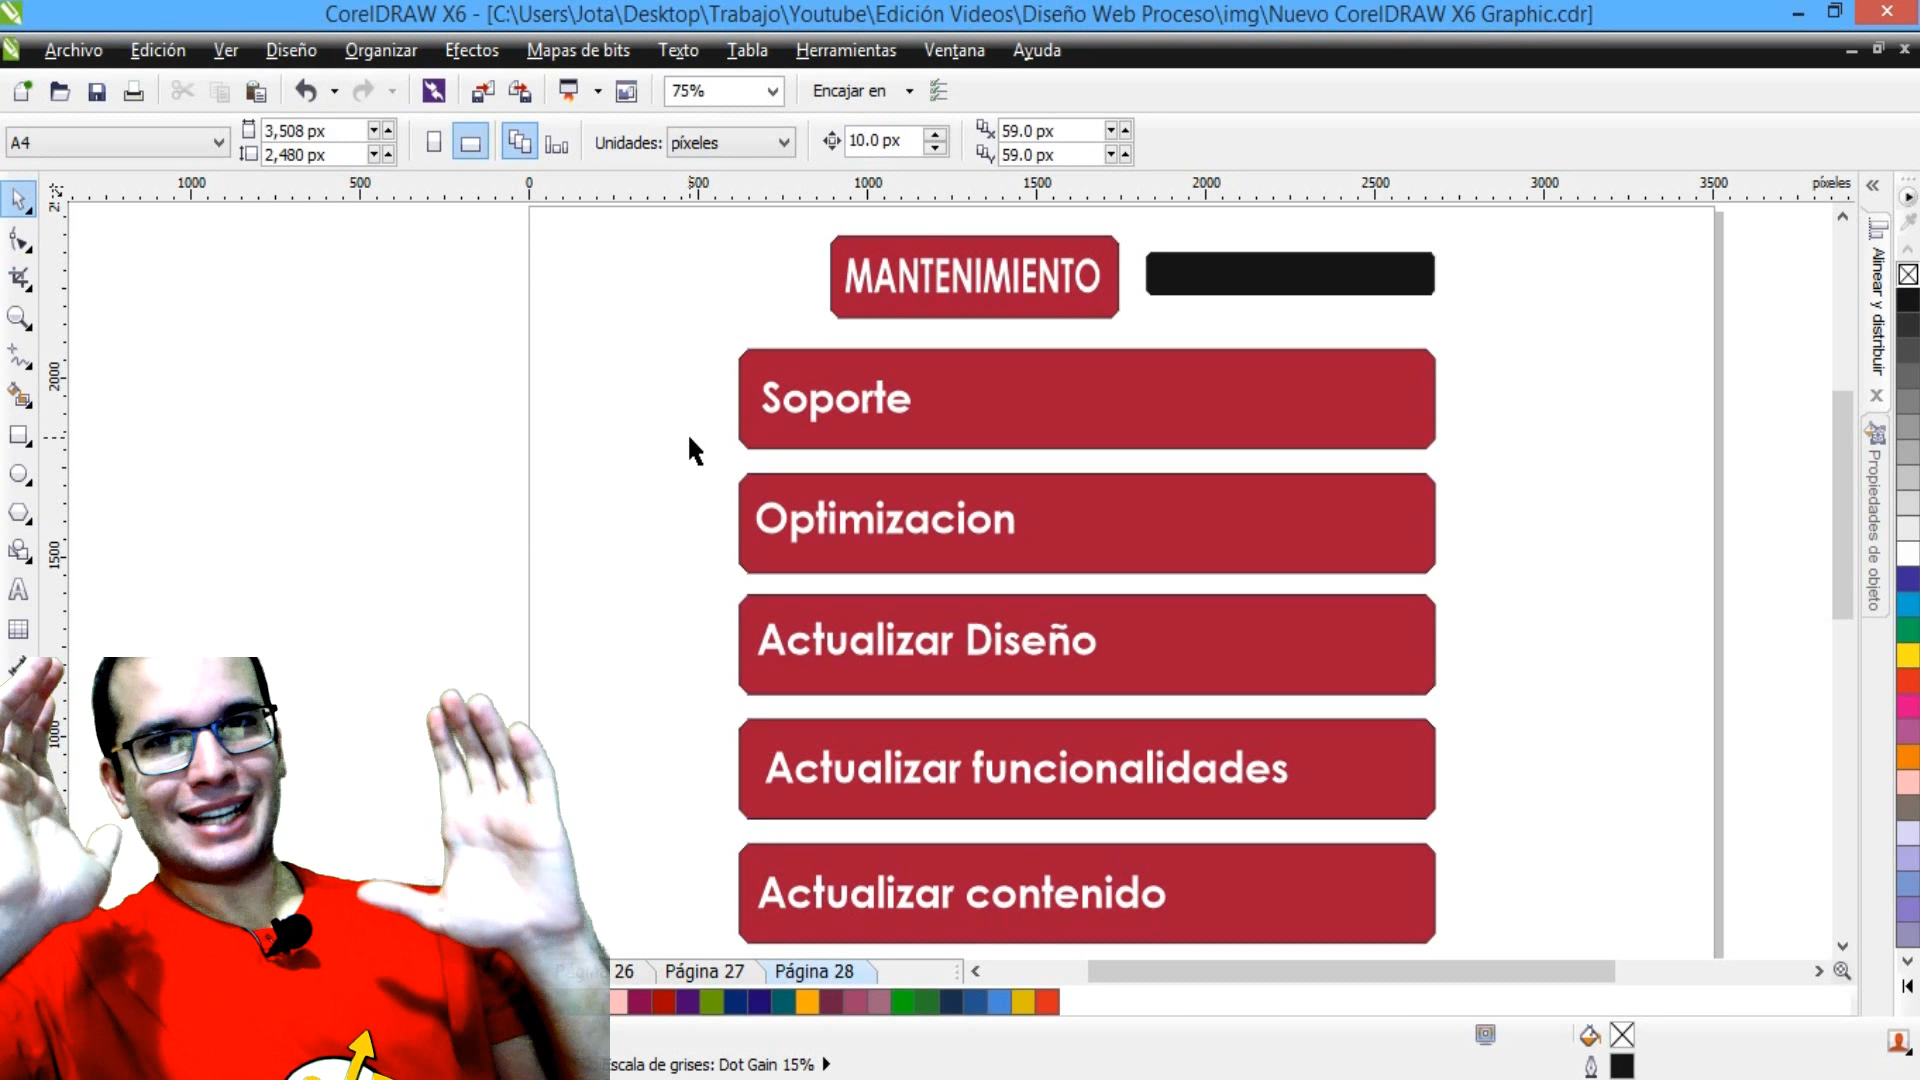 CorelDRAW X6 - [C:\Users\Jota\Desktop\Trabajo\Youtube\Edición Videos\Diseño Web Proceso\img\Nuevo CorelDRAW X6 Graphic.cdr]
Archivo Edición Ver Diseño Organizar Efectos Mapas de bits Texto Tabla Herramientas Ventana Ayuda
75% Encajar en
A4 3,508 px 2,480 px Unidades: píxeles 10.0 px 59.0 px 59.0 px
1000 500 0 500 1000 1500 2000 2500 3000 3500 píxeles
2000
1500
1000
MANTENIMIENTO
Soporte
Optimizacion
Actualizar Diseño
Actualizar funcionalidades
Actualizar contenido
Alinear y distribuir
Propiedades de objeto
26 Página 27 Página 28
scala de grises: Dot Gain 15%